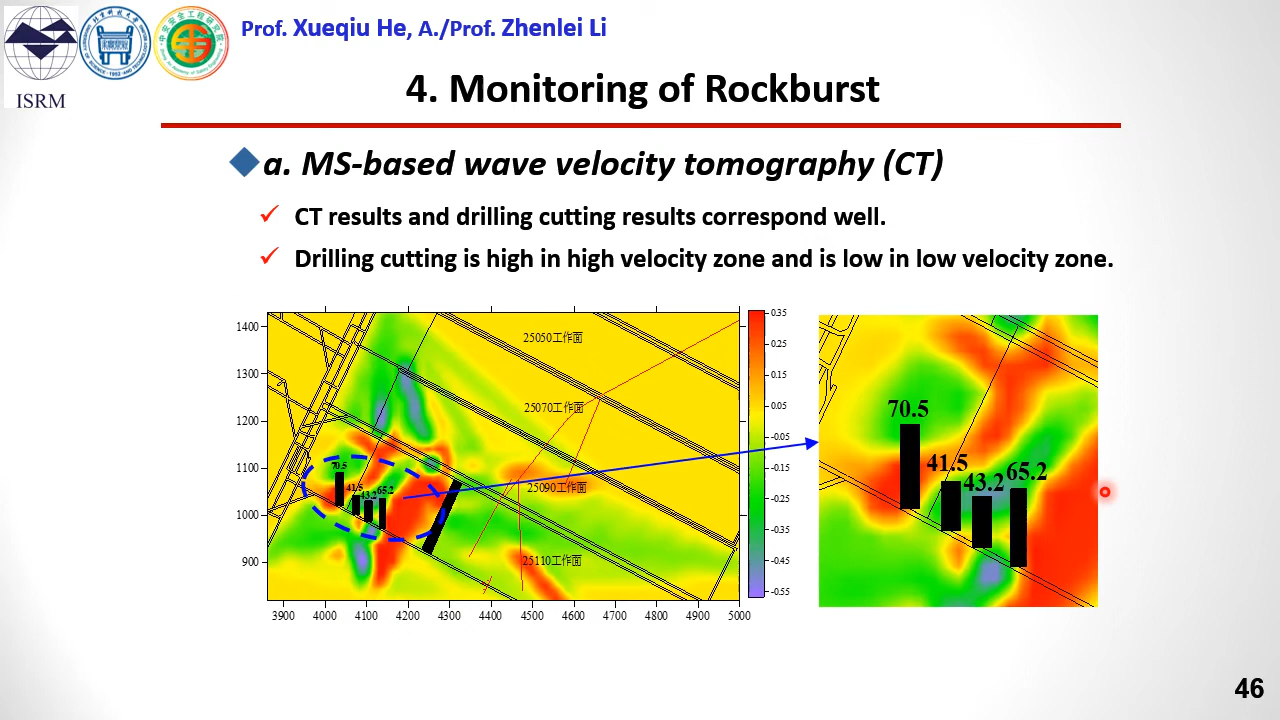 Prof. Xueqiu He, A./Prof. Zhenlei Li
ISRM
4. Monitoring of Rockburst
a. MS-based wave velocity tomography (CT)
CT results and drilling cutting results correspond well.
Drilling cutting is high in high velocity zone and is low in low velocity zone.
1400
1300
1200
1100
1000
900
3900 4000 4100 4200 4300 4400 4500 4600 4700 4800 4900 5000
25050工作面
25070工作面
25090工作面
25110工作面
70.5
41.5
43.2
65.2
0.35
0.25
0.15
0.05
-0.05
-0.15
-0.25
-0.35
-0.45
-0.55
70.5
41.5
43.2
65.2
46